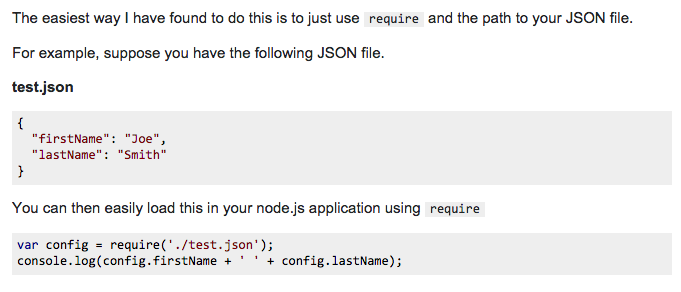 The easiest way I have found to do this is to just use require and the path to your JSON file.
For example, suppose you have the following JSON file.
test.json
{
  "firstName": "Joe",
  "lastName": "Smith"
}
You can then easily load this in your node.js application using require
var config = require('./test.json');
console.log(config.firstName + ' ' + config.lastName);